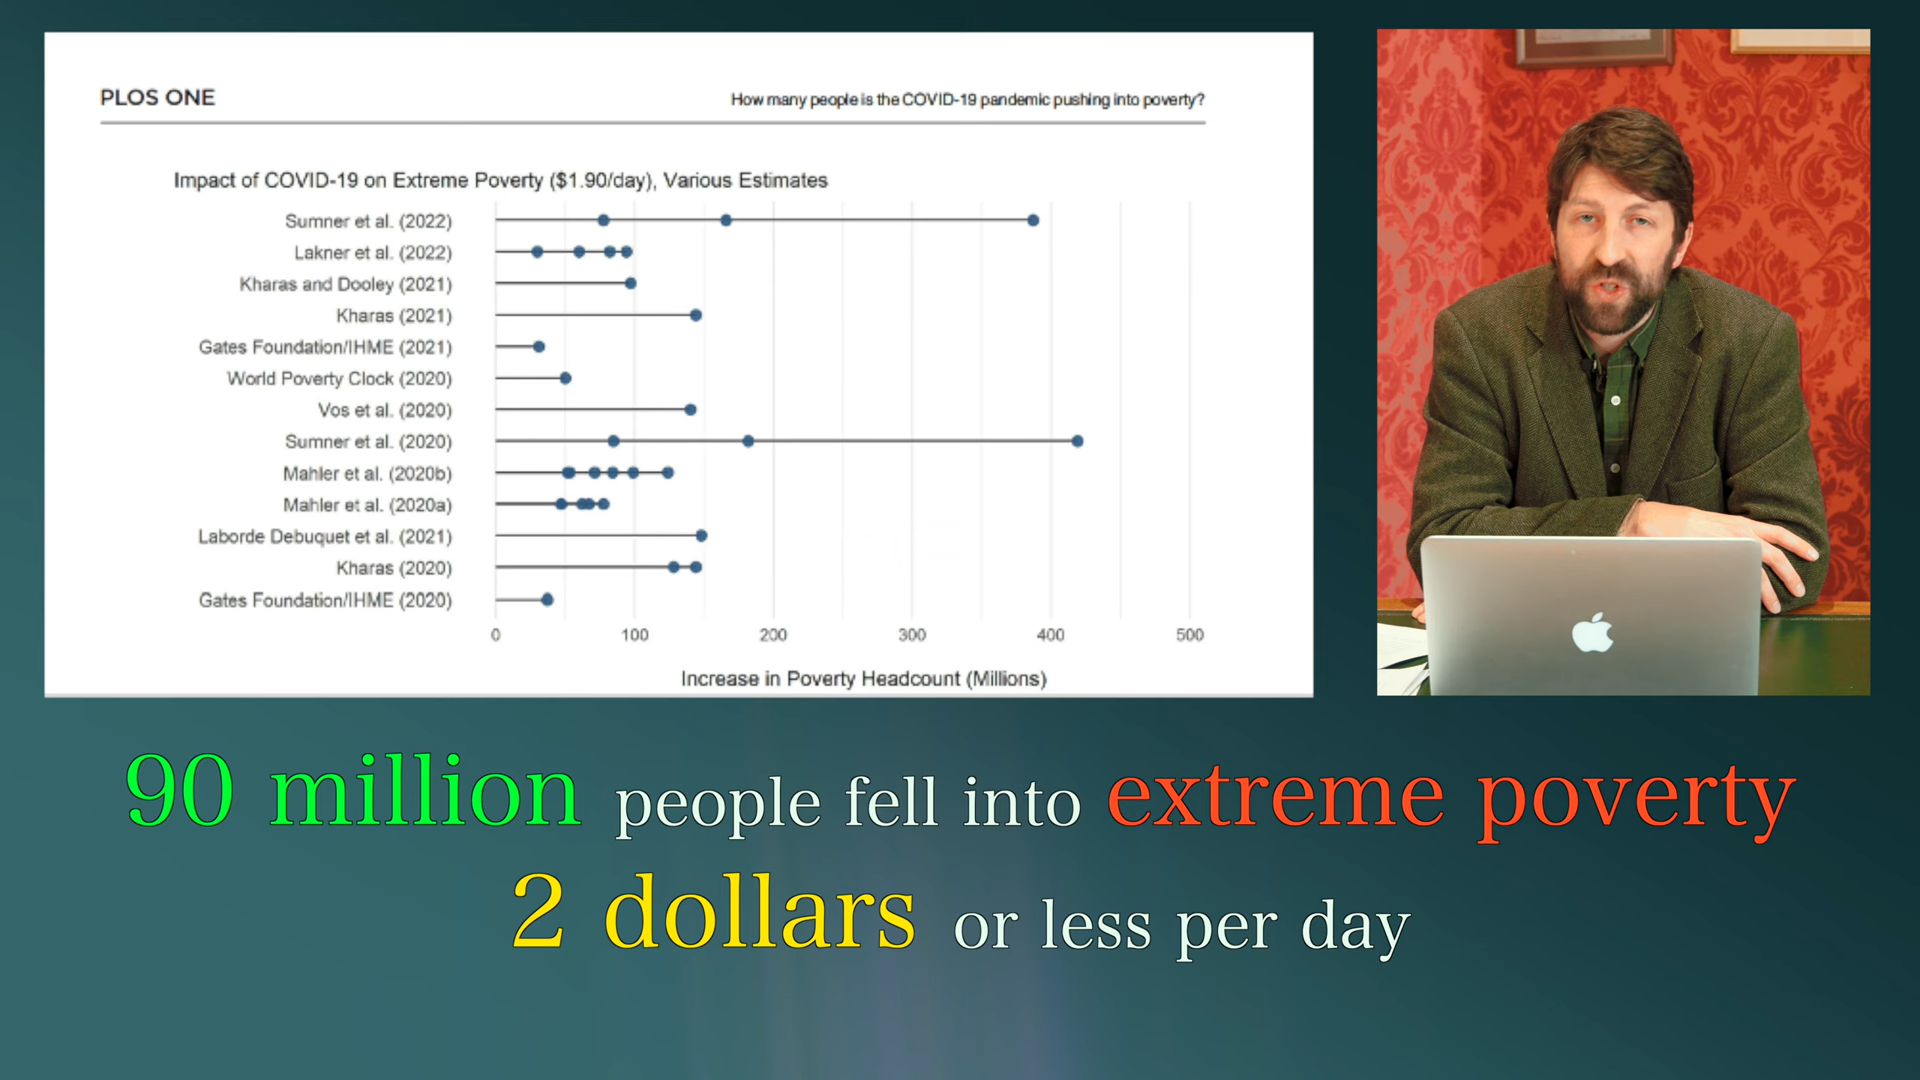 PLOS ONE
How many people is the COVID-19 pandemic pushing into poverty?
Impact of COVID-19 on Extreme Poverty ($1.90/day), Various Estimates
Sumner et al. (2022)
Lakner et al. (2022)
Kharas and Dooley (2021)
Kharas (2021)
Gates Foundation/IHME (2021)
World Poverty Clock (2020)
Vos et al. (2020)
Sumner et al. (2020)
Mahler et al. (2020b)
Mahler et al. (2020a)
Laborde Debuquet et al. (2021)
Kharas (2020)
Gates Foundation/IHME (2020)
0 100 200 300 400 500
Increase in Poverty Headcount (Millions)
90 million people fell into extreme poverty
2 dollars or less per day